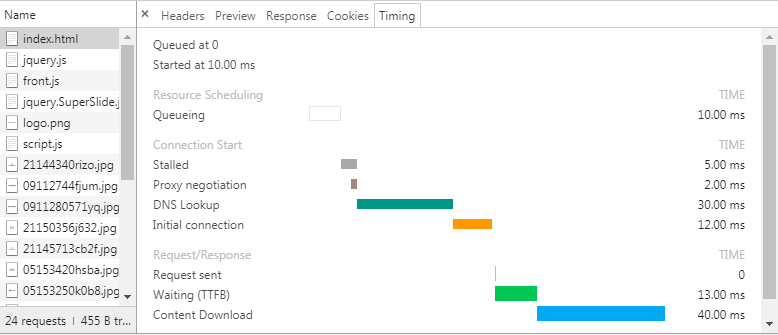 Name
index.html
jquery.js
front.js
jquery.SuperSlide.j
logo.png
script.js
21144340rizo.jpg
09112744fjum.jpg
0911280571yq.jpg
21150356j632.jpg
21145713cb2f.jpg
05153420hsba.jpg
05153250k0b8.jpg
24 requests | 455 B tr...
× Headers Preview Response Cookies Timing
Queued at 0
Started at 10.00 ms
Resource Scheduling TIME
Queueing 10.00 ms
Connection Start TIME
Stalled 5.00 ms
Proxy negotiation 2.00 ms
DNS Lookup 30.00 ms
Initial connection 12.00 ms
Request/Response TIME
Request sent 0
Waiting (TTFB) 13.00 ms
Content Download 40.00 ms